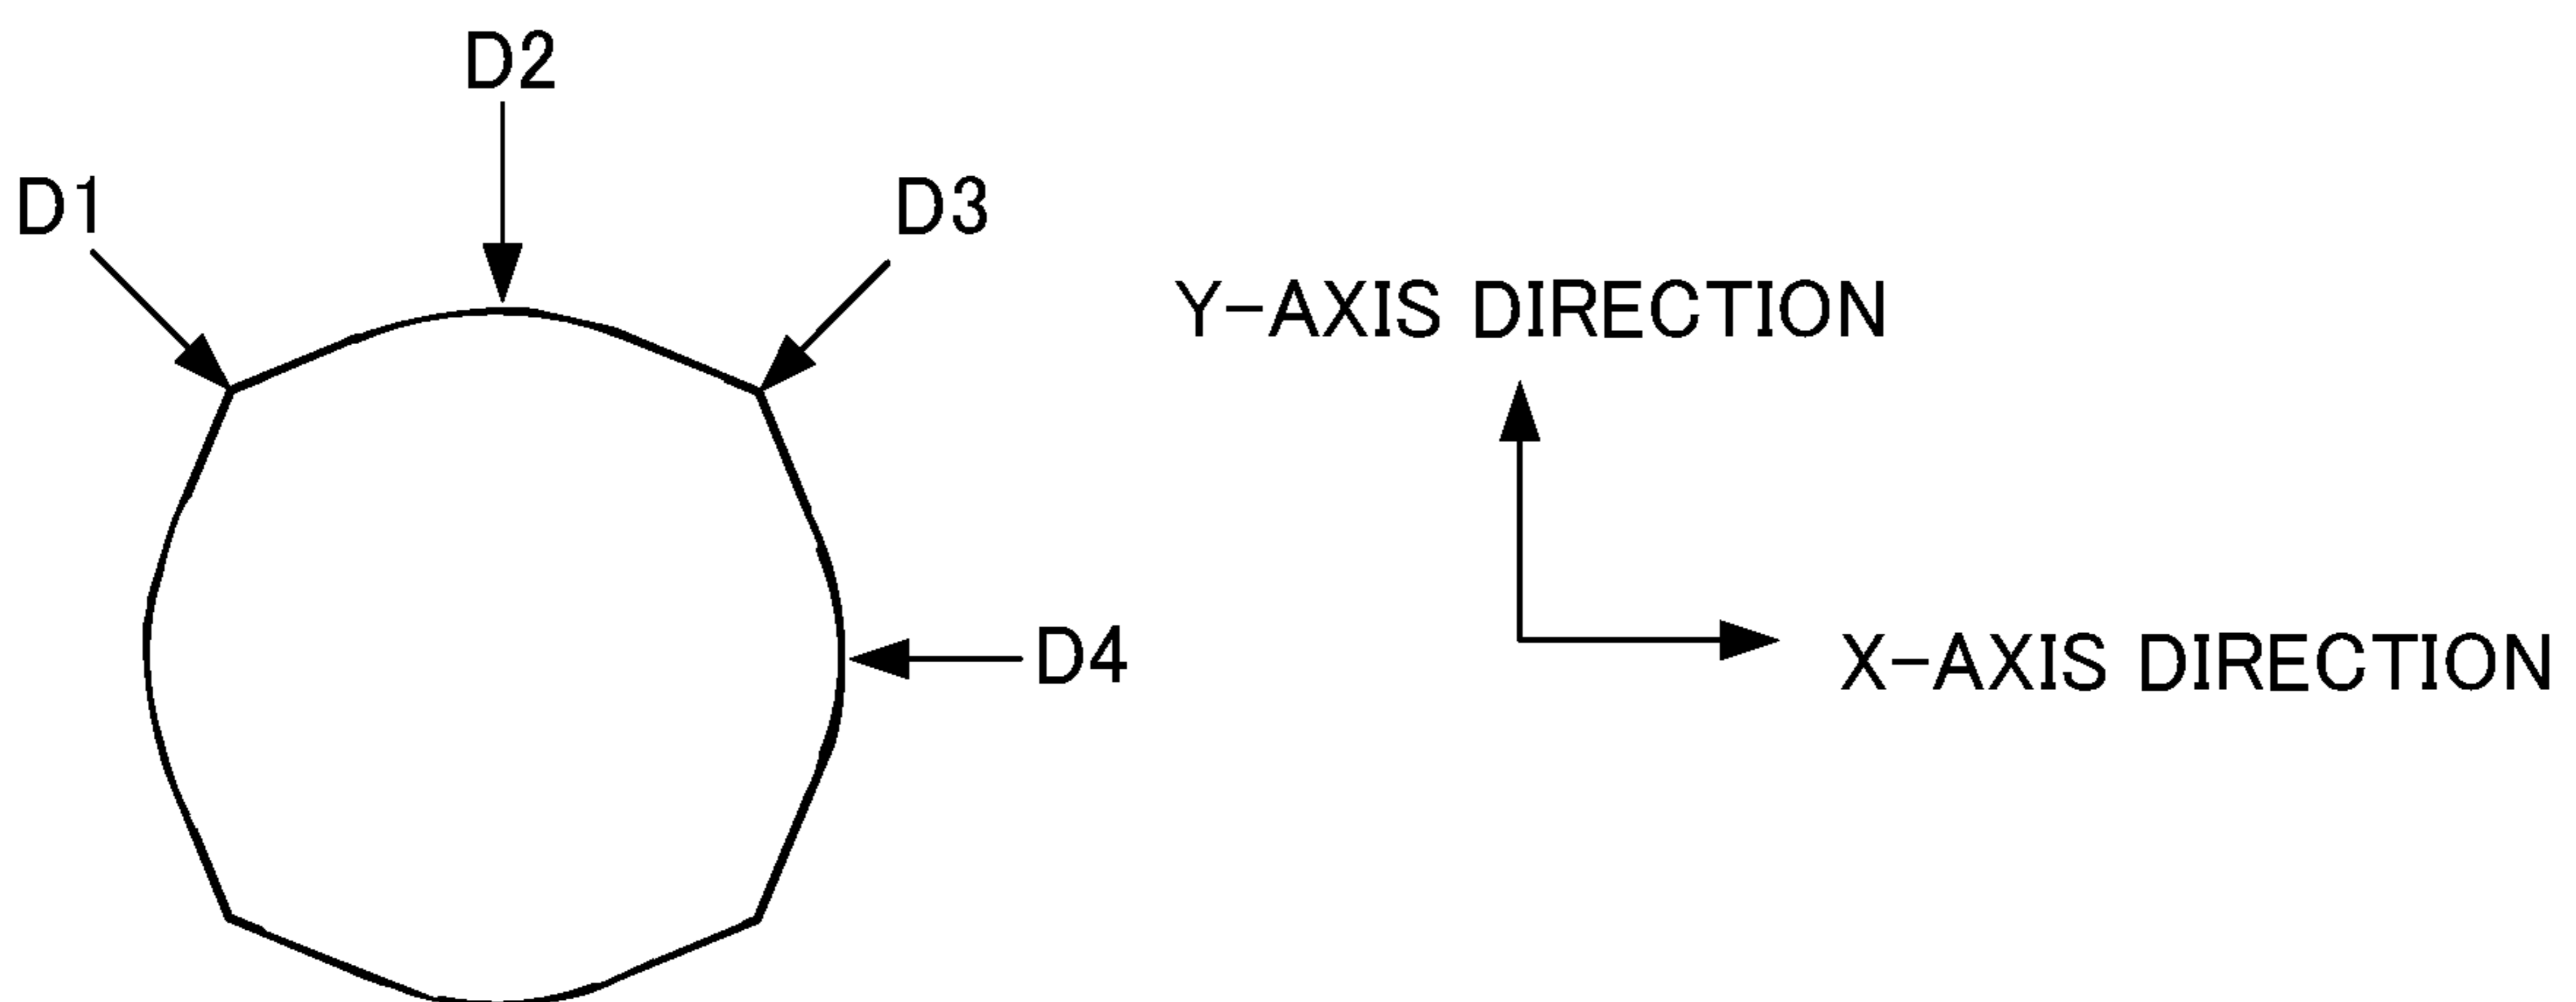 D2
D1
D3
Y-AXIS DIRECTION
D4
X-AXIS DIRECTION